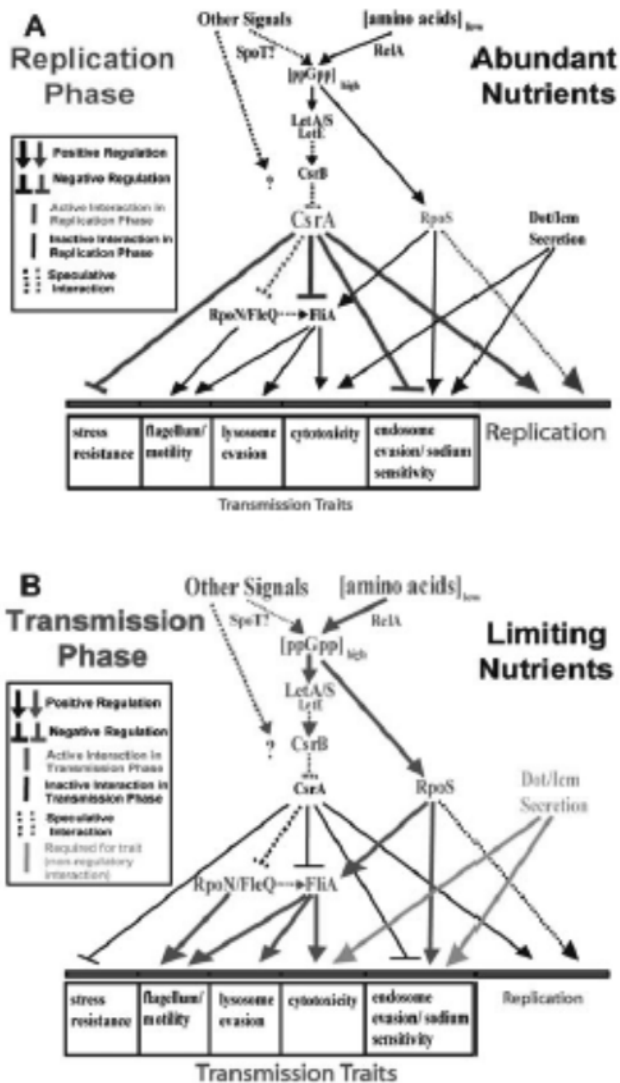 A
Other Signals
[amino acids]low
Replication
Phase
SpoT?
RelA
Abundant
Nutrients
[ppGpp]high
LetA/S
LetE
Positive Regulation
Negative Regulation
CsrB
?
Active Interaction in
Replication Phase
CsrA
RpoS
Dot/Icm
Secretion
Inactive Interaction in
Replication Phase
Speculative
Interaction
RpoN/FleQ
FliA
stress
resistance
flagellum/
motility
lysosome
evasion
cytotoxicity
endosome
evasion/ sodium
sensitivity
Replication
Transmission Traits
B
Other Signals
[amino acids]low
Transmission
Phase
SpoT?
RelA
Limiting
Nutrients
[ppGpp]high
LetA/S
LetE
Positive Regulation
Negative Regulation
CsrB
?
Active Interaction in
Transmission Phase
CsrA
RpoS
Dot/Icm
Secretion
Inactive Interaction in
Transmission Phase
Speculative
Interaction
Required for trait
(non-regulatory
interaction)
RpoN/FleQ
FliA
stress
resistance
flagellum/
motility
lysosome
evasion
cytotoxicity
endosome
evasion/ sodium
sensitivity
Replication
Transmission Traits